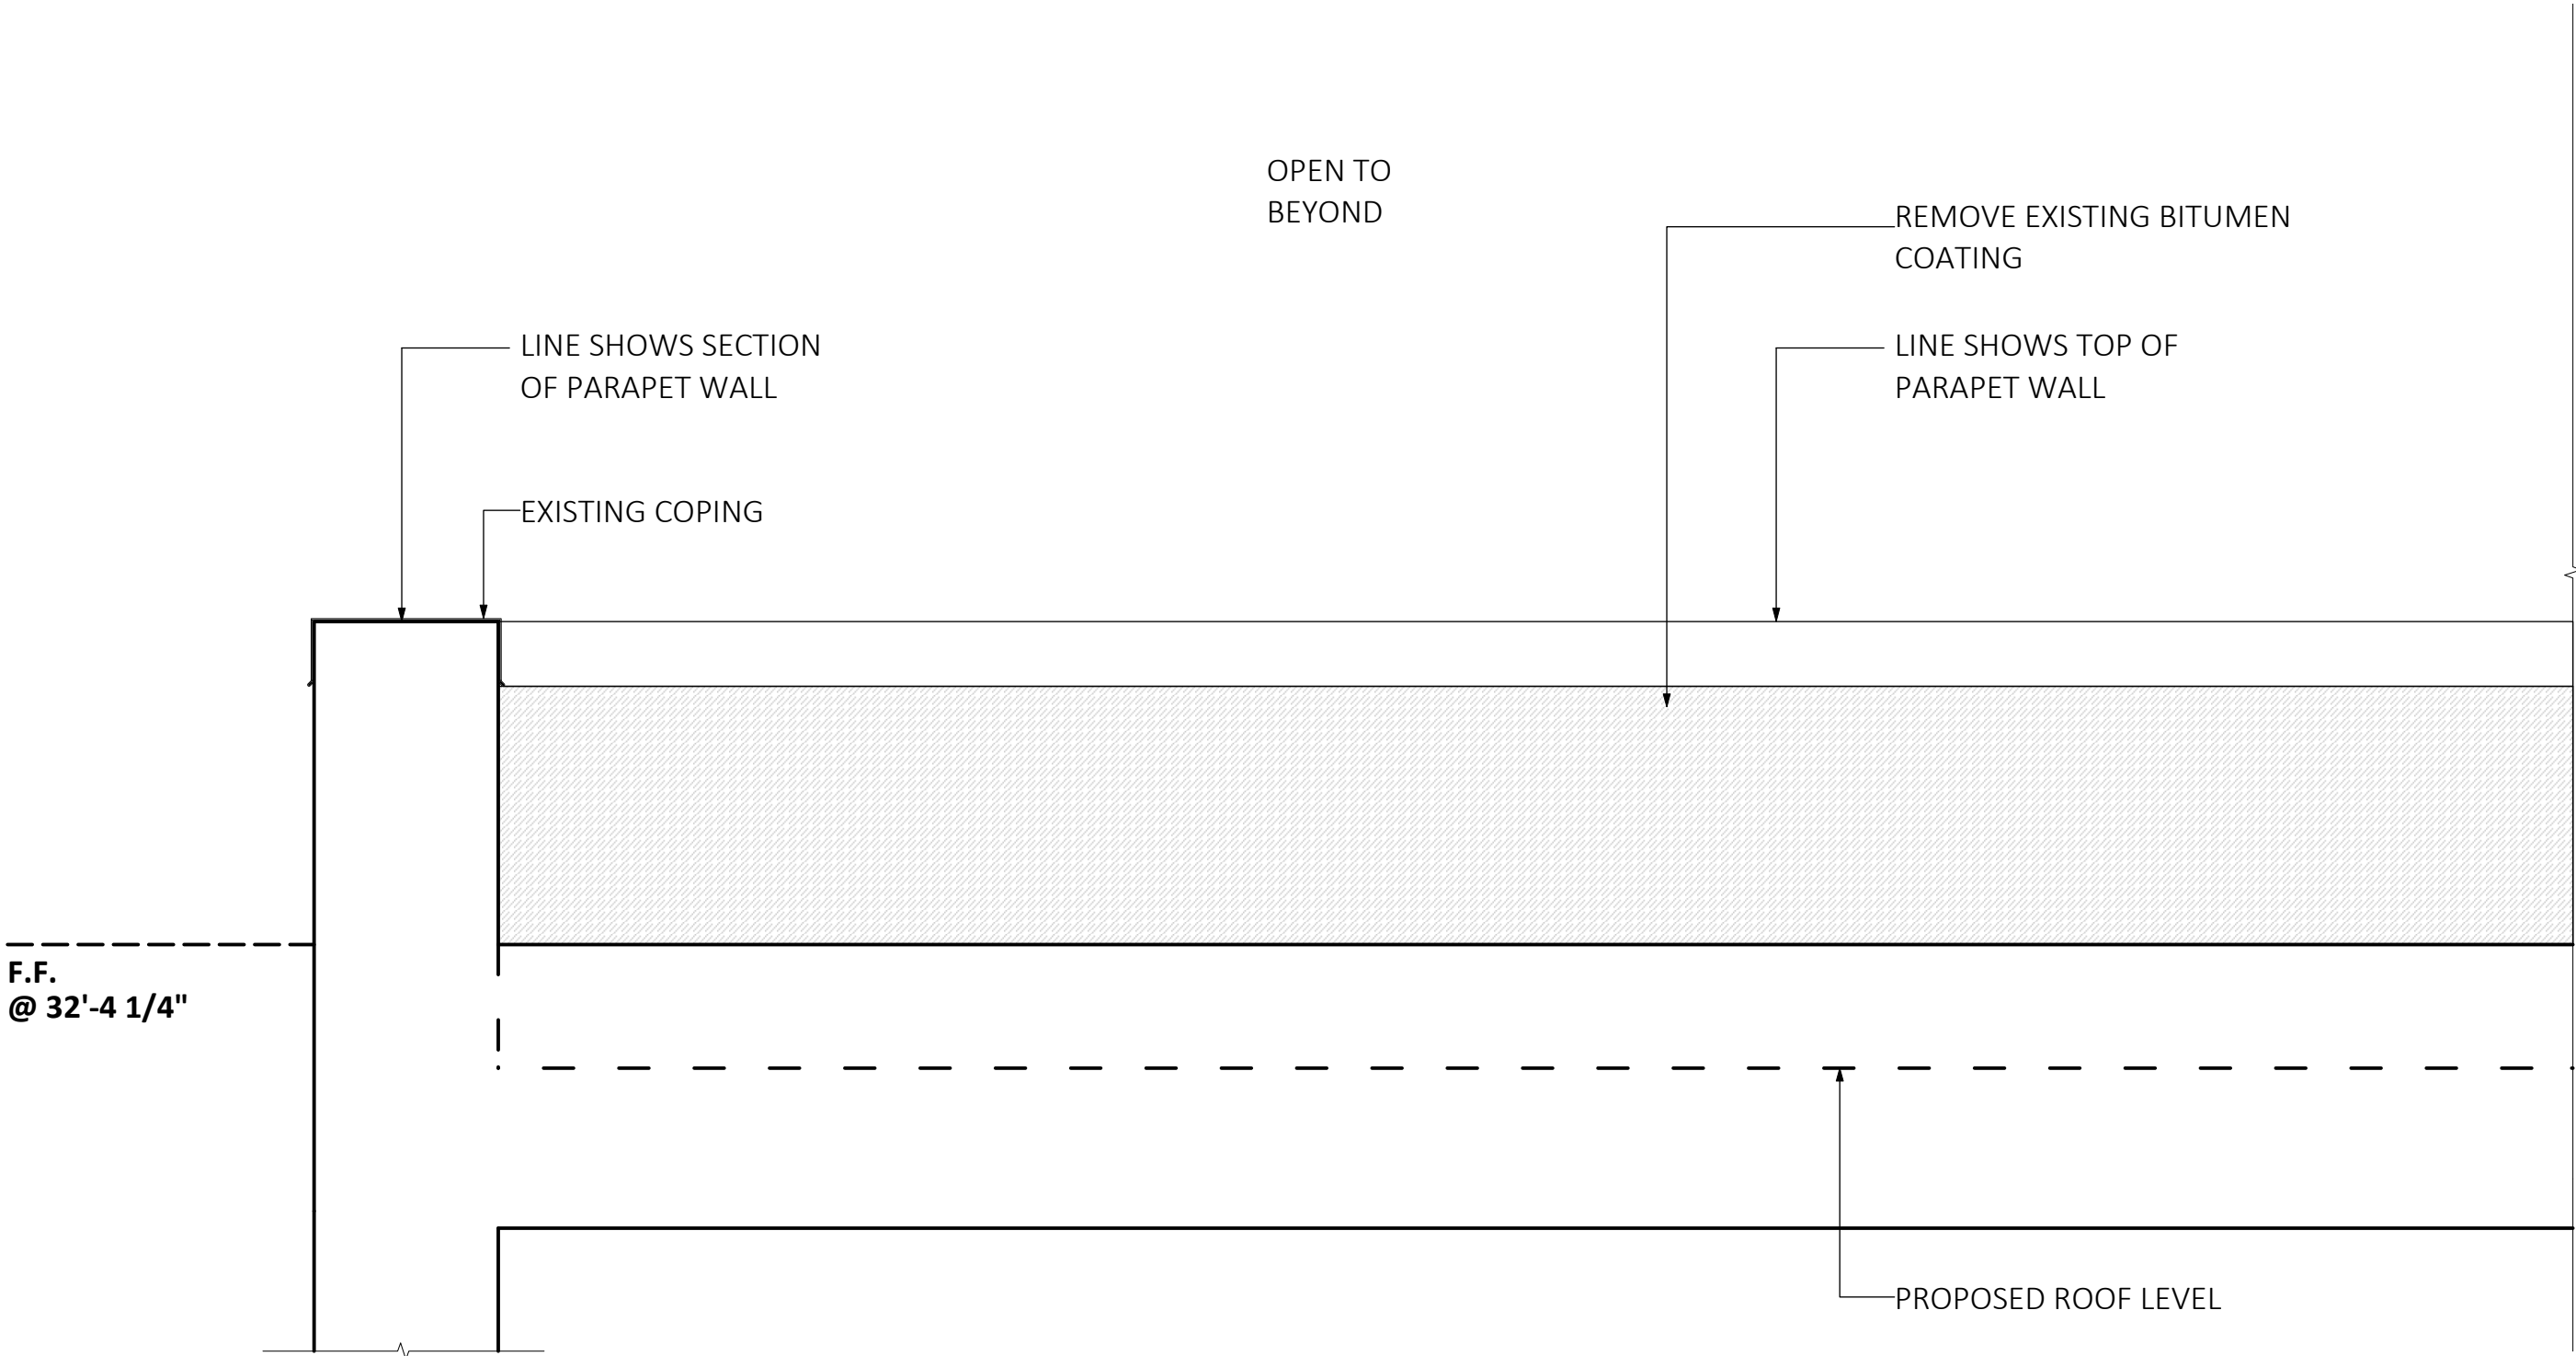 OPEN TO
BEYOND
REMOVE EXISTING BITUMEN
COATING
LINE SHOWS SECTION
OF PARAPET WALL
LINE SHOWS TOP OF
PARAPET WALL
EXISTING COPING
F.F.
@ 32'-4 1/4"
PROPOSED ROOF LEVEL